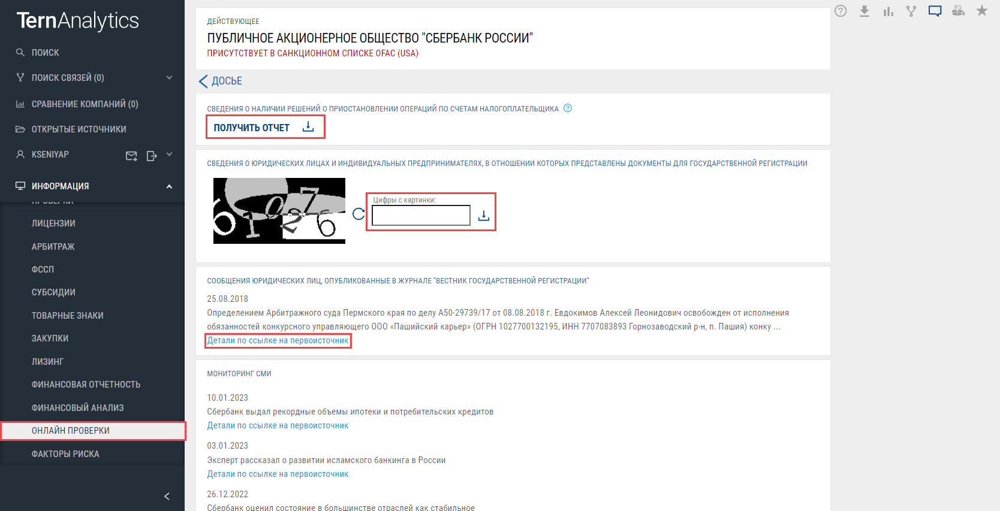 TernAnalytics
ПОИСК
ПОИСК СВЯЗЕЙ (0)
СРАВНЕНИЕ КОМПАНИЙ (0)
ОТКРЫТЫЕ ИСТОЧНИКИ
KSENIYAP
ИНФОРМАЦИЯ
ПРОВЕРКИ
ЛИЦЕНЗИИ
АРБИТРАЖ
ФССП
СУБСИДИИ
ТОВАРНЫЕ ЗНАКИ
ЗАКУПКИ
ЛИЗИНГ
ФИНАНСОВАЯ ОТЧЕТНОСТЬ
ФИНАНСОВЫЙ АНАЛИЗ
ОНЛАЙН ПРОВЕРКИ
ФАКТОРЫ РИСКА
ДЕЙСТВУЮЩЕЕ
ПУБЛИЧНОЕ АКЦИОНЕРНОЕ ОБЩЕСТВО "СБЕРБАНК РОССИИ"
ПРИСУТСТВУЕТ В САНКЦИОННОМ СПИСКЕ OFAC (USA)
ДОСЬЕ
СВЕДЕНИЯ О НАЛИЧИИ РЕШЕНИЙ О ПРИОСТАНОВЛЕНИИ ОПЕРАЦИЙ ПО СЧЕТАМ НАЛОГОПЛАТЕЛЬЩИКА
ПОЛУЧИТЬ ОТЧЕТ
СВЕДЕНИЯ О ЮРИДИЧЕСКИХ ЛИЦАХ И ИНДИВИДУАЛЬНЫХ ПРЕДПРИНИМАТЕЛЯХ, В ОТНОШЕНИИ КОТОРЫХ ПРЕДСТАВЛЕНЫ ДОКУМЕНТЫ ДЛЯ ГОСУДАРСТВЕННОЙ РЕГИСТРАЦИИ
Цифры с картинки:
СООБЩЕНИЯ ЮРИДИЧЕСКИХ ЛИЦ, ОПУБЛИКОВАННЫЕ В ЖУРНАЛЕ "ВЕСТНИК ГОСУДАРСТВЕННОЙ РЕГИСТРАЦИИ"
25.08.2018
Определением Арбитражного суда Пермского края по делу А50-29739/17 от 08.08.2018 г. Евдокимов Алексей Леонидович освобожден от исполнения
обязанностей конкурсного управляющего ООО «Пашийский карьер» (ОГРН 1027700132195, ИНН 7707083893 Горнозаводский р-н, п. Пашия) конку ...
Детали по ссылке на первоисточник
МОНИТОРИНГ СМИ
10.01.2023
Сбербанк выдал рекордные объемы ипотеки и потребительских кредитов
Детали по ссылке на первоисточник
03.01.2023
Эксперт рассказал о развитии исламского банкинга в России
Детали по ссылке на первоисточник
26.12.2022
Сбербанк оценил состояние в большинстве отраслей как стабильное